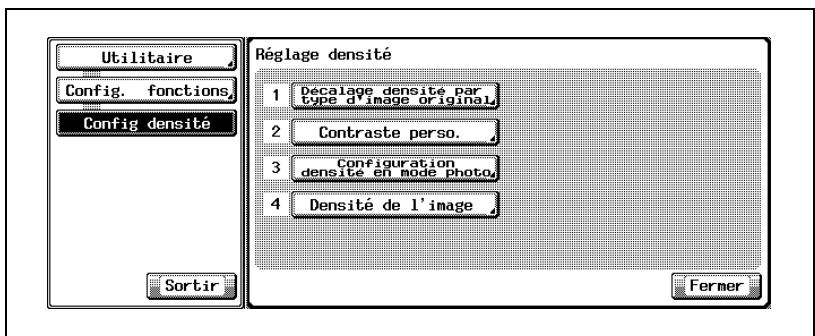 Utilitaire
Config. fonctions
Config densité
Sortir
Réglage densité
1 Décalage densité par
type d'image original
2 Contraste perso.
3 Configuration
densité en mode photo
4 Densité de l'image
Fermer